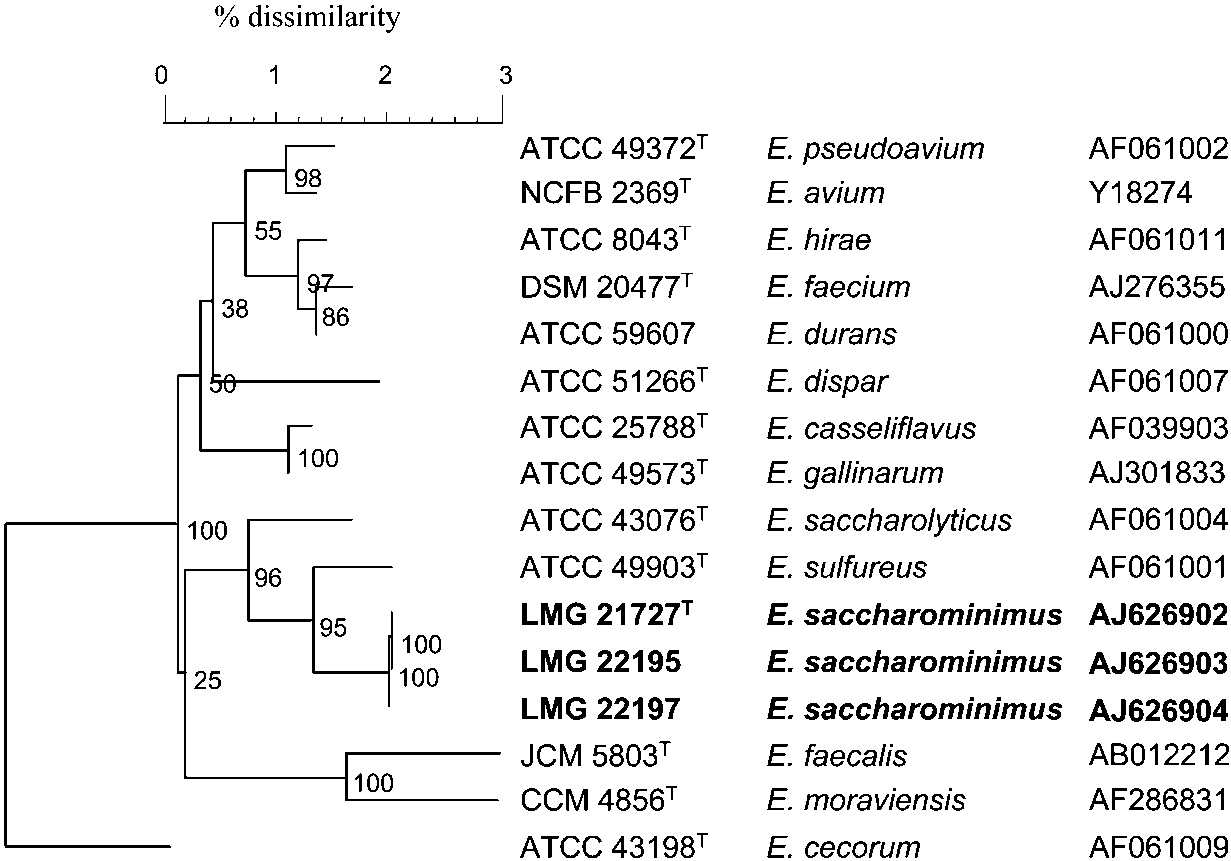 % dissimilarity
0 1 2 3
ATCC 49372T E. pseudoavium AF061002
98
NCFB 2369T E. avium Y18274
55
ATCC 8043T E. hirae AF061011
97
DSM 20477T E. faecium AJ276355
38
86
ATCC 59607 E. durans AF061000
50
ATCC 51266T E. dispar AF061007
ATCC 25788T E. casseliflavus AF039903
100
ATCC 49573T E. gallinarum AJ301833
ATCC 43076T E. saccharolyticus AF061004
100
ATCC 49903T E. sulfureus AF061001
96
LMG 21727T E. saccharominimus AJ626902
95
100
LMG 22195 E. saccharominimus AJ626903
25
100
LMG 22197 E. saccharominimus AJ626904
JCM 5803T E. faecalis AB012212
100
CCM 4856T E. moraviensis AF286831
ATCC 43198T E. cecorum AF061009